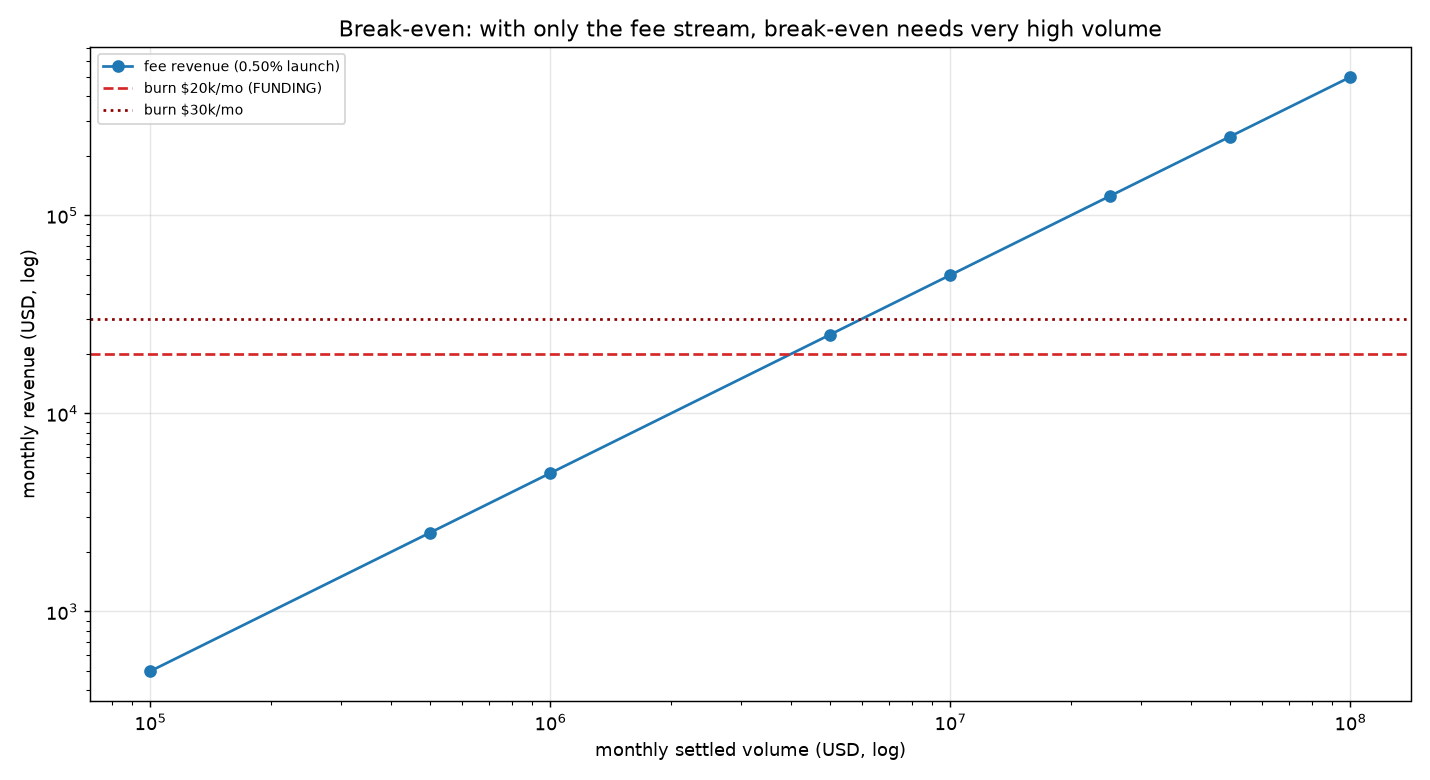 Break-even: with only the fee stream, break-even needs very high volume
fee revenue (0.50% launch)
burn $20k/mo (FUNDING)
burn $30k/mo
monthly revenue (USD, log)
10⁵
10⁴
10³
10⁵ 10⁶ 10⁷ 10⁸
monthly settled volume (USD, log)